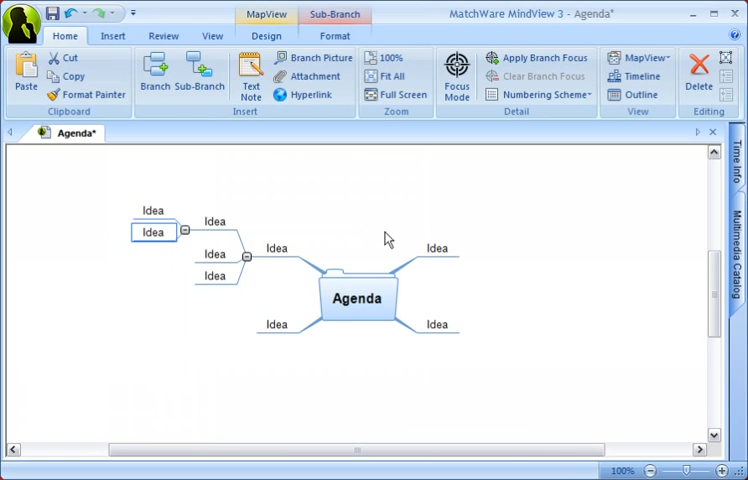 MapView Sub-Branch MatchWare MindView 3 - Agenda*
Home Insert Review View Design Format
Paste
Cut
Copy
Format Painter
Clipboard
Branch Sub-Branch Text Note
Branch Picture
Attachment
Hyperlink
Insert
100%
Fit All
Full Screen
Zoom
Focus Mode
Apply Branch Focus
Clear Branch Focus
Numbering Scheme
Detail
MapView
Timeline
Outline
View
Delete
Editing
Agenda*
Time Info
Multimedia Catalog
Idea
Idea
Idea
Idea
Idea
Idea
Idea
Agenda
Idea
Idea
100%